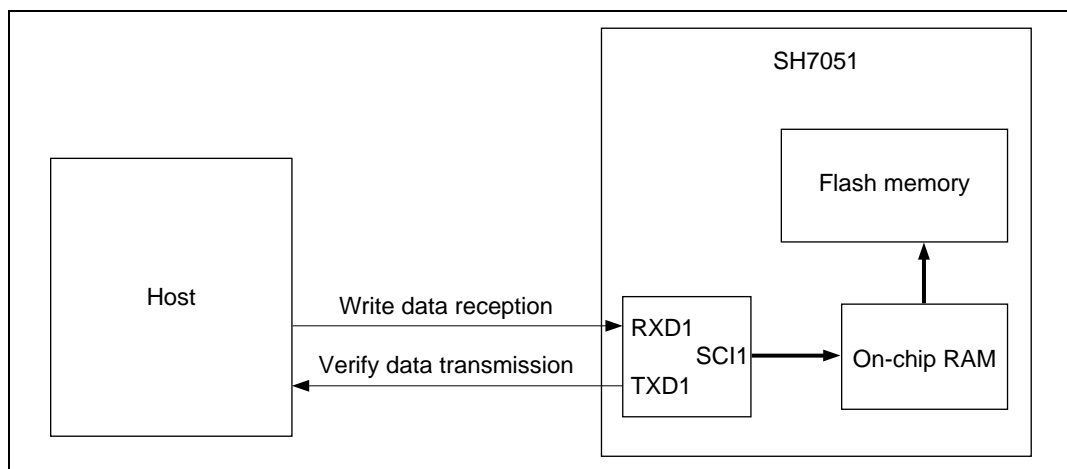 SH7051
Flash memory
Host
Write data reception
RXD1
SCI1
On-chip RAM
Verify data transmission
TXD1